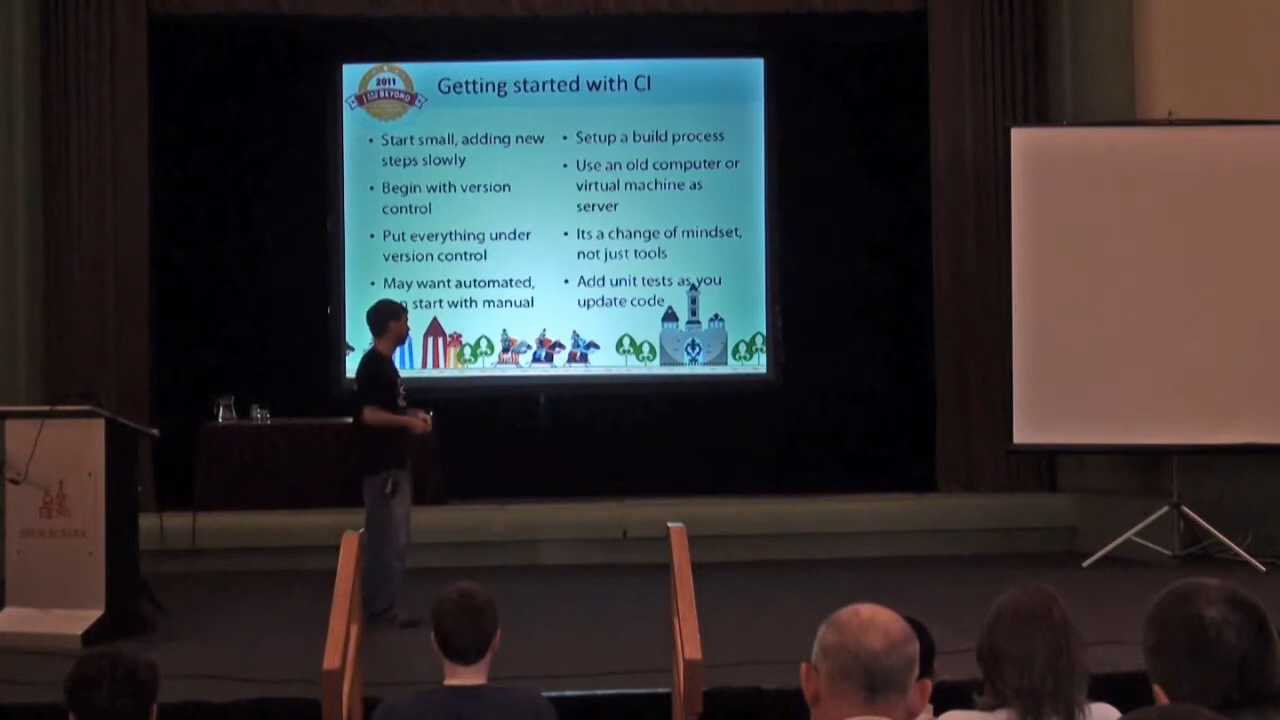 2011
J AND BEYOND
Getting started with CI
• Start small, adding new
steps slowly
• Begin with version
control
• Put everything under
version control
• May want automated,
start with manual
• Setup a build process
• Use an old computer or
virtual machine as
server
• Its a change of mindset,
not just tools
• Add unit tests as you
update code